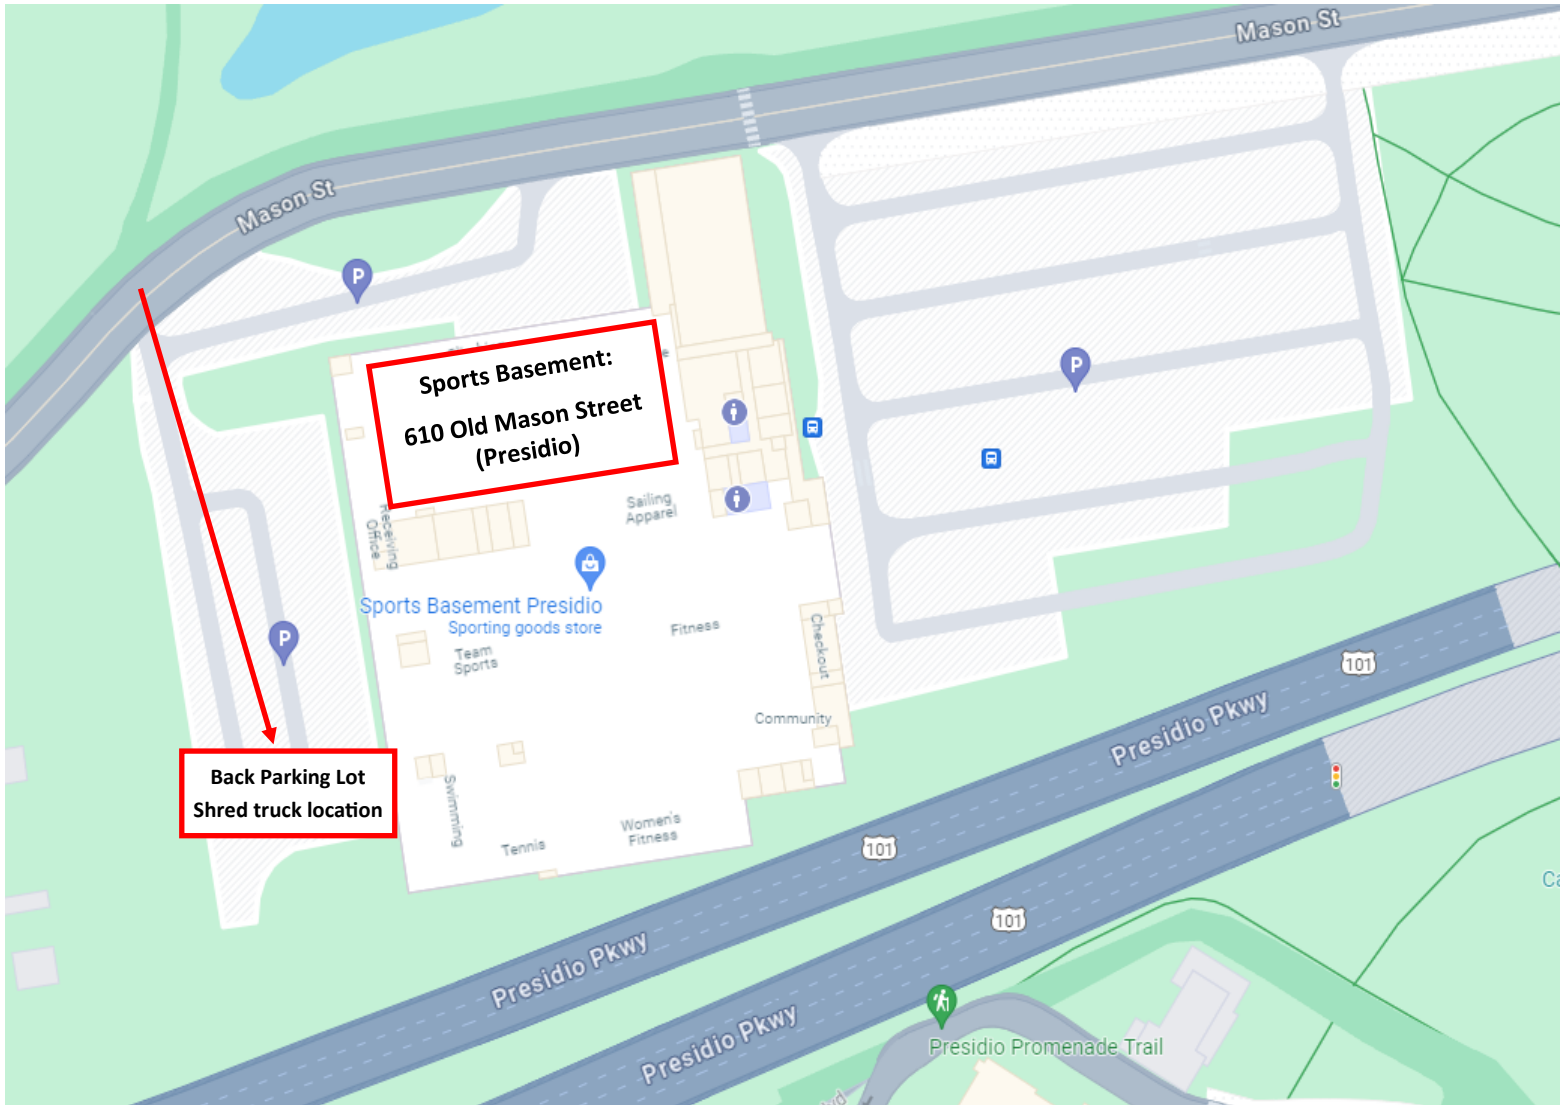 Mason St
Mason St
P
Sports Basement:
610 Old Mason Street
(Presidio)
P
Sailing
Apparel
Receiving
Office
Sports Basement Presidio
Sporting goods store
P
Team
Sports
Fitness
Checkout
101
Community
Presidio Pkwy
Back Parking Lot
Shred truck location
Swimming
Women's
Fitness
Tennis
101
101
Presidio Pkwy
Presidio Pkwy
Presidio Promenade Trail